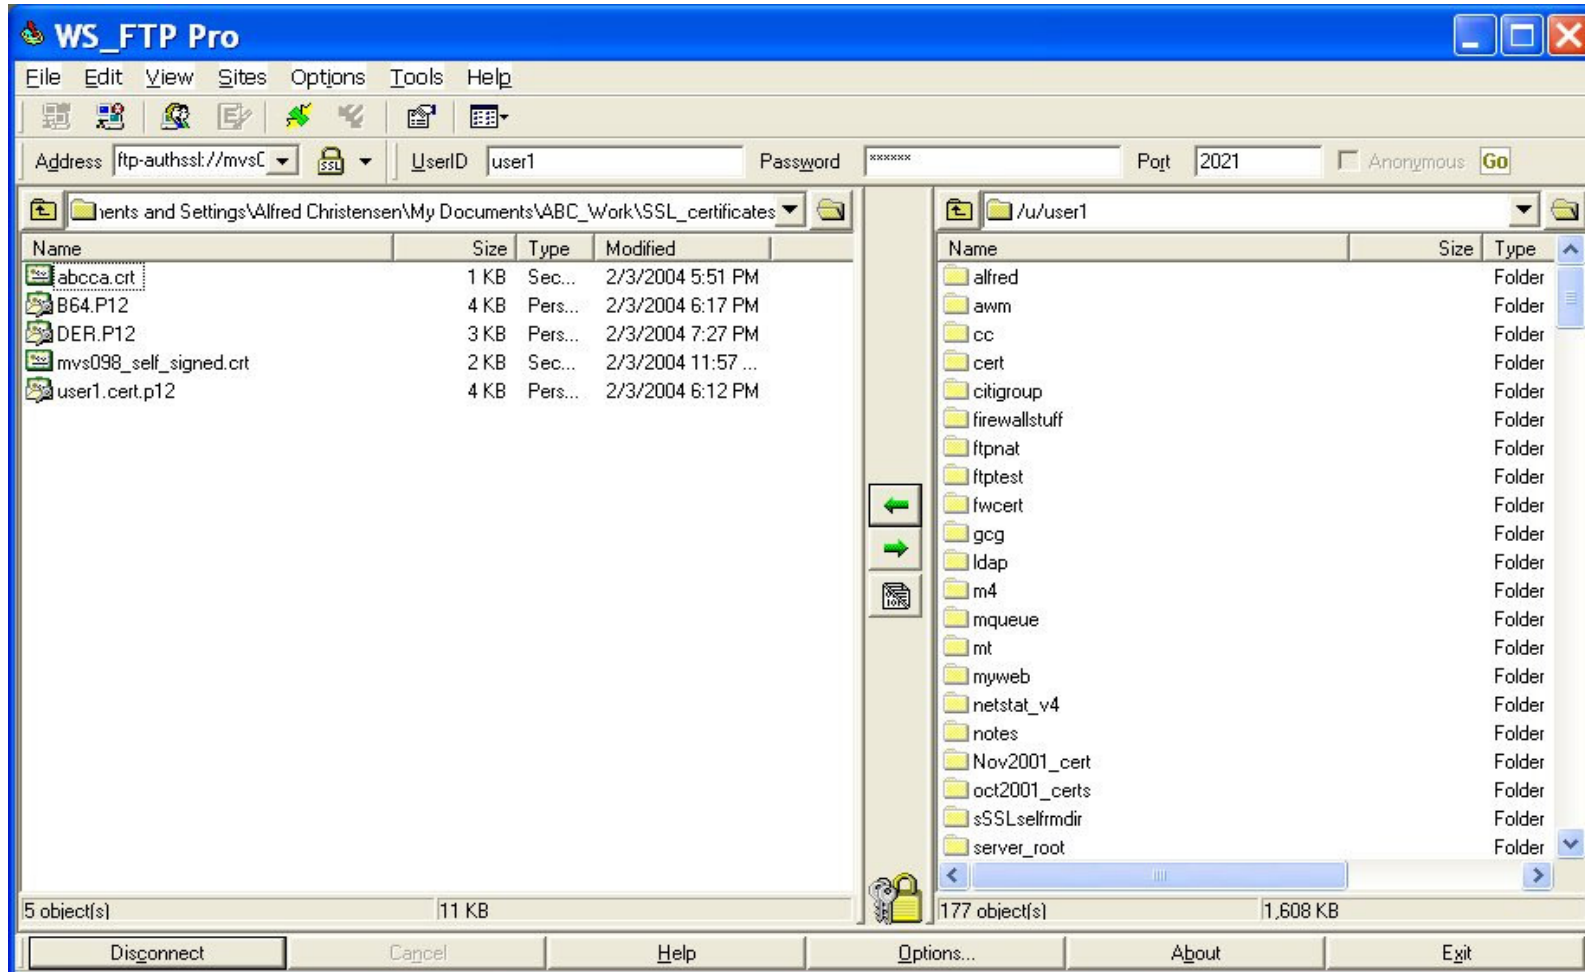 WS_FTP Pro
File Edit View Sites Options Tools Help
Address ftp-authssl://mvs0 SSL UserID user1 Password ****** Port 2021 Anonymous Go
nents and Settings\Alfred Christensen\My Documents\ABC_Work\SSL_certificates /u/user1
Name Size Type Modified
abcca.crt 1 KB Sec... 2/3/2004 5:51 PM
B64.P12 4 KB Pers... 2/3/2004 6:17 PM
DER.P12 3 KB Pers... 2/3/2004 7:27 PM
mvs098_self_signed.crt 2 KB Sec... 2/3/2004 11:57 ...
user1.cert.p12 4 KB Pers... 2/3/2004 6:12 PM
5 object(s) 11 KB
Name Size Type
alfred Folder
awm Folder
cc Folder
cert Folder
citigroup Folder
firewallstuff Folder
ftpnat Folder
ftptest Folder
fwcert Folder
gcg Folder
ldap Folder
m4 Folder
mqueue Folder
mt Folder
myweb Folder
netstat_v4 Folder
notes Folder
Nov2001_cert Folder
oct2001_certs Folder
sSSLselfrmdir Folder
server_root Folder
177 object(s) 1,608 KB
Disconnect Cancel Help Options... About Exit